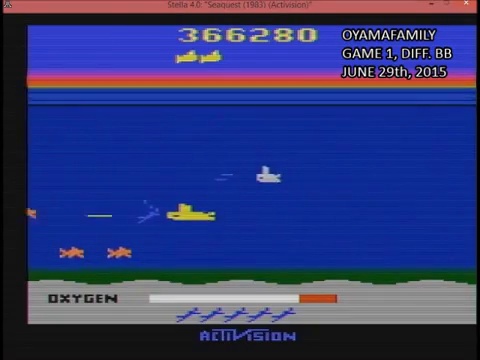 Stella 4.0: "Seaquest (1983) (Activision)"
366280
OYAMAFAMILY
GAME 1, DIFF. BB
JUNE 29th, 2015
OXYGEN
ACTIVISION